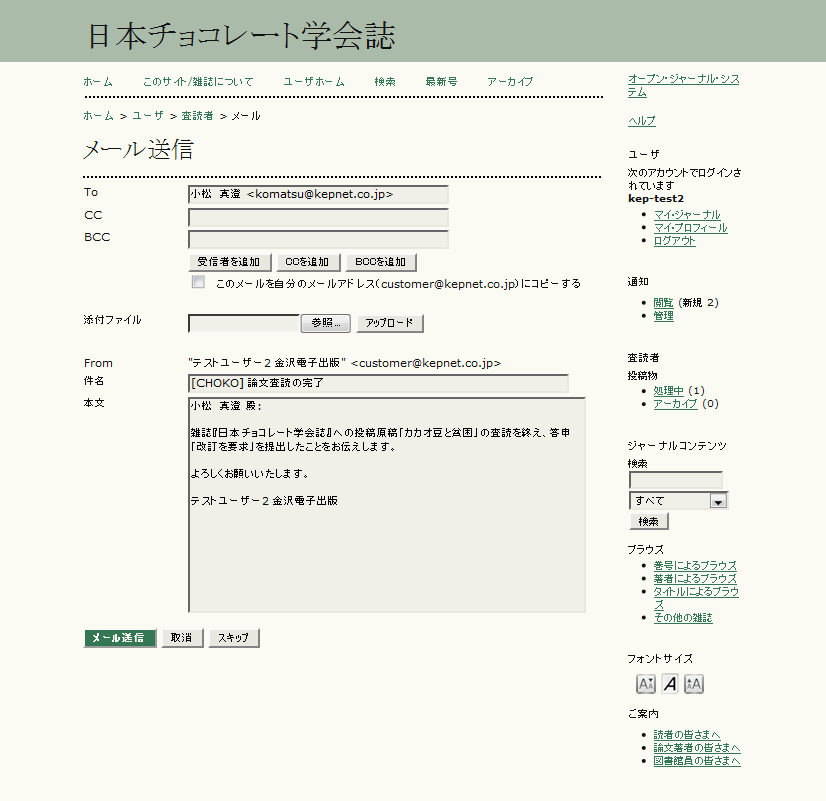 日本チョコレート学会誌
ホーム このサイト/雑誌について ユーザホーム 検索 最新号 アーカイブ
ホーム > ユーザ > 査読者 > メール
メール送信
To 小松 真澄 <komatsu@kepnet.co.jp>
CC
BCC
受信者を追加 CCを追加 BCCを追加
このメールを自分のメールアドレス(customer@kepnet.co.jp)にコピーする
添付ファイル 参照... アップロード
From "テストユーザー2 金沢電子出版" <customer@kepnet.co.jp>
件名 [CHOKO] 論文査読の完了
本文 小松 真澄 殿:
雑誌『日本チョコレート学会誌』への投稿原稿「カカオ豆と貧困」の査読を終え、答申
「改訂を要求」を提出したことをお伝えします。
よろしくお願いいたします。
テストユーザー2 金沢電子出版
メール送信 取消 スキップ
オープン・ジャーナル・シス
テム
ヘルプ
ユーザ
次のアカウントでログインさ
れています
kep-test2
マイ・ジャーナル
マイ・プロフィール
ログアウト
通知
閲覧 (新規 2)
管理
査読者
投稿物
処理中 (1)
アーカイブ (0)
ジャーナルコンテンツ
検索
すべて
検索
ブラウズ
巻号によるブラウズ
著者によるブラウズ
タイトルによるブラウ
ズ
その他の雑誌
フォントサイズ
A A A
ご案内
読者の皆さまへ
論文著者の皆さまへ
図書館員の皆さまへ